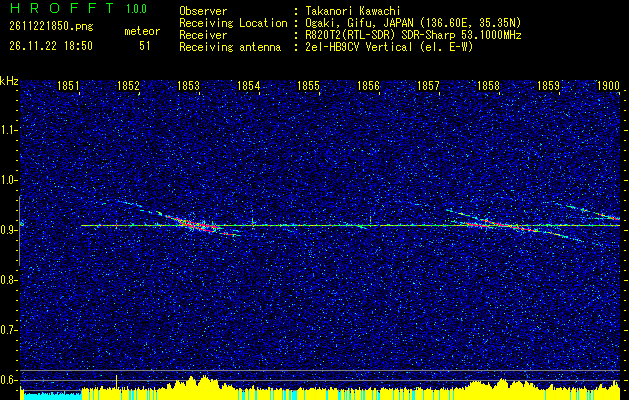 HROFFT 1.0.0
2611221850.png
meteor
26.11.22 18:50 51
Observer : Takanori Kawachi
Receiving Location : Ogaki, Gifu, JAPAN (136.60E, 35.35N)
Receiver : R820T2(RTL-SDR) SDR-Sharp 53.1000MHz
Receiving antenna : 2el-HB9CV Vertical (el. E-W)
kHz 1851 1852 1853 1854 1855 1856 1857 1858 1859 1900
1.1
1.0
0.9
0.8
0.7
0.6